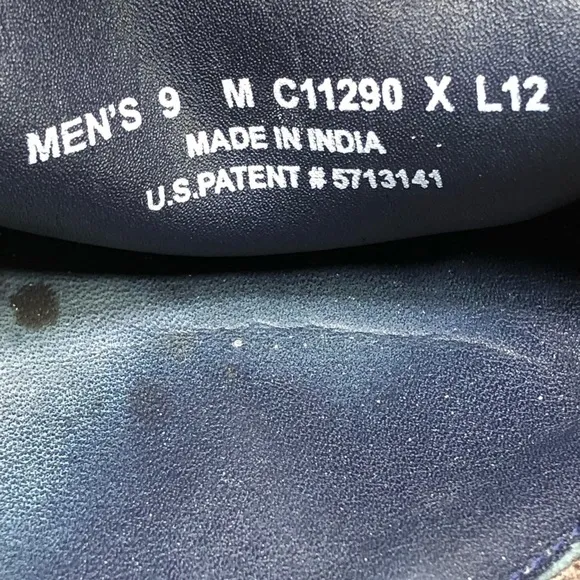 MEN'S 9 M C11290 X L12
MADE IN INDIA
U.S.PATENT # 5713141